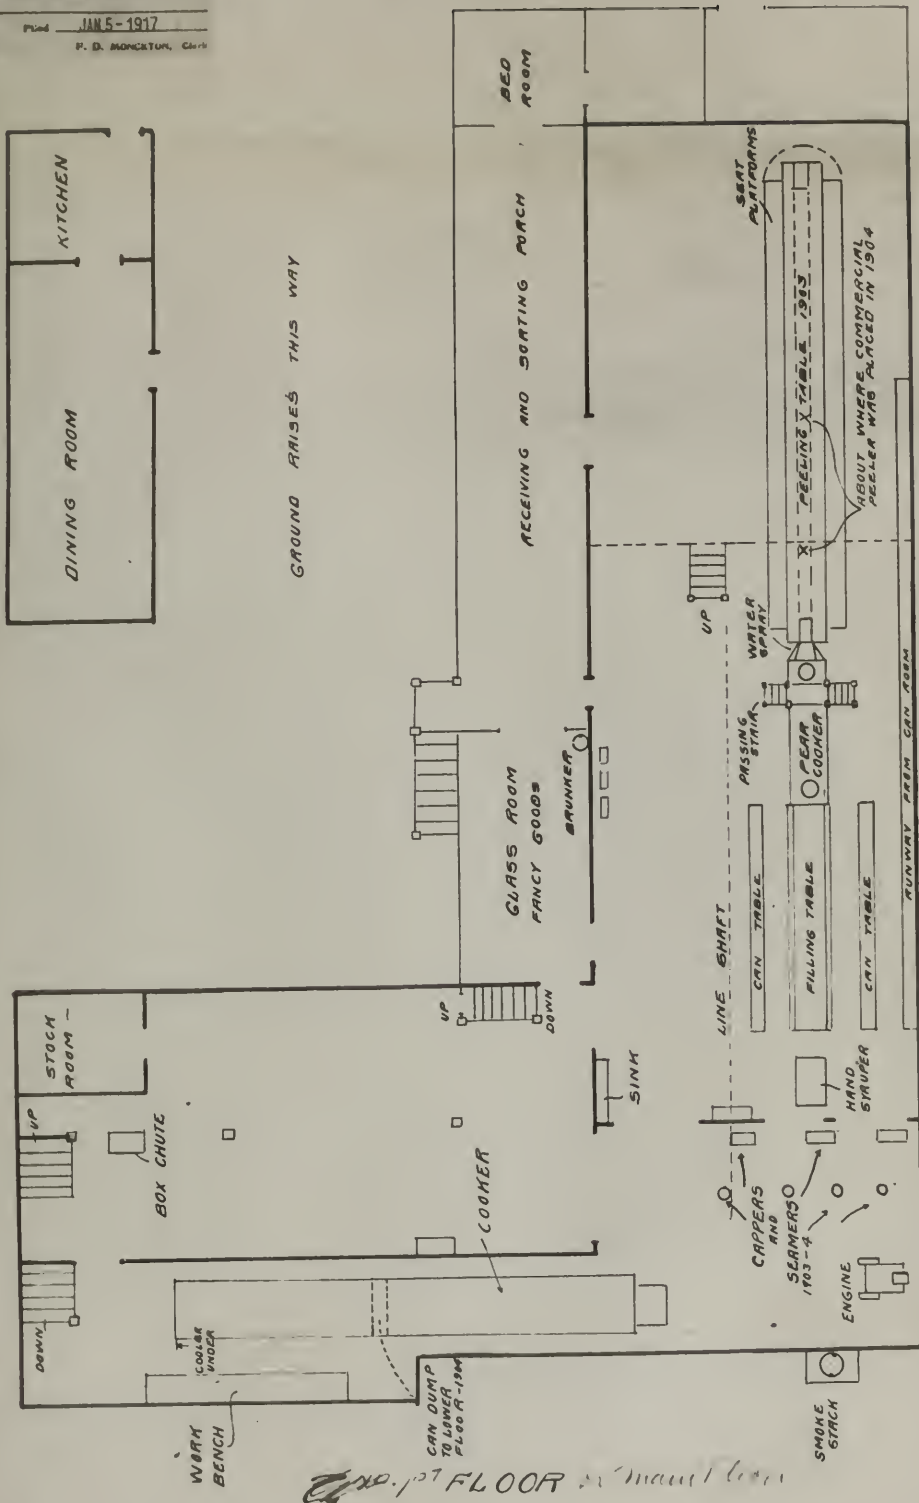 Filed JAN 5-1917
F. D. MONCKTON, Clerk
KITCHEN
DINING ROOM
GROUND RAISES THIS WAY
BED
ROOM
RECEIVING AND SORTING PORCH
SEAT
PLATFORMS
PEELING TABLE 1903
ABOUT WHERE COMMERCIAL
PEELER WAS PLACED IN 1904
X
X
UP
WATER
SPRAY
PASSING
STAIR
PEAR
COOKER
RUNWAY FROM CAN ROOM
GLASS ROOM
FANCY GOODS
BRUNKER
LINE SHAFT
CAN TABLE
FILLING TABLE
CAN TABLE
STOCK
ROOM -
UP
DOWN
UP
BOX CHUTE
SINK
HAND
SYRUPER
COOKER
CAPPERS
AND
SEAMERS
1903-4
ENGINE
DOWN
COOLER
UNDER
WORK
BENCH
CAN DUMP
TO LOWER
FLOOR-1904
SMOKE
STACK
FLOOR